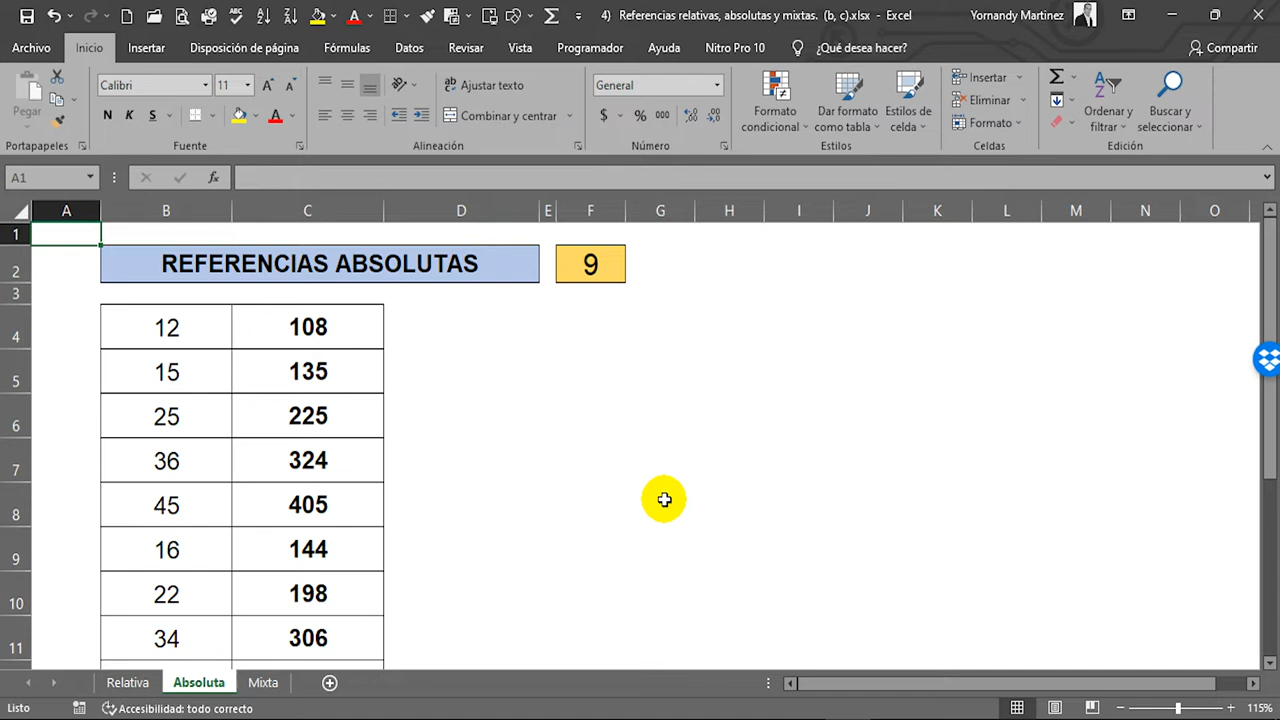 4) Referencias relativas, absolutas y mixtas. (b, c).xlsx - Excel
Yornandy Martinez
Archivo Inicio Insertar Disposición de página Fórmulas Datos Revisar Vista Programador Ayuda Nitro Pro 10 ¿Qué desea hacer? Compartir
Pegar
Calibri 11
N K S
Ajustar texto
Combinar y centrar
General
$ % 000
Formato condicional
Dar formato como tabla
Estilos de celda
Insertar
Eliminar
Formato
Ordenar y filtrar
Buscar y seleccionar
Portapapeles Fuente Alineación Número Estilos Celdas Edición
A1 fx
A B C D E F G H I J K L M N O
1
2 REFERENCIAS ABSOLUTAS 9
3
4 12 108
5 15 135
6 25 225
7 36 324
8 45 405
9 16 144
10 22 198
11 34 306
Relativa Absoluta Mixta
Listo Accesibilidad: todo correcto 115%